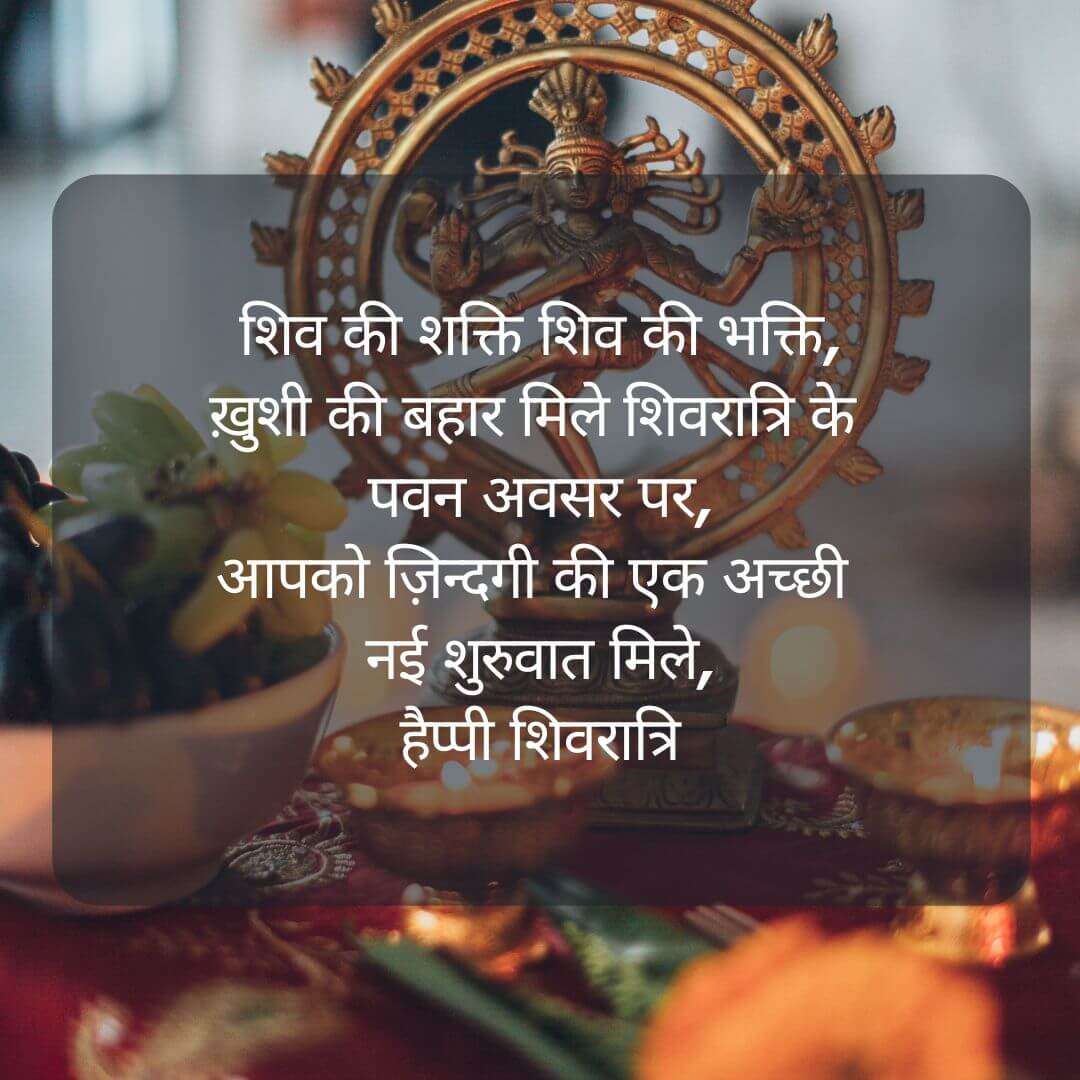 शिव की शक्ति शिव की भक्ति,
ख़ुशी की बहार मिले शिवरात्रि के
पवन अवसर पर,
आपको ज़िन्दगी की एक अच्छी
नई शुरुवात मिले,
हैप्पी शिवरात्रि